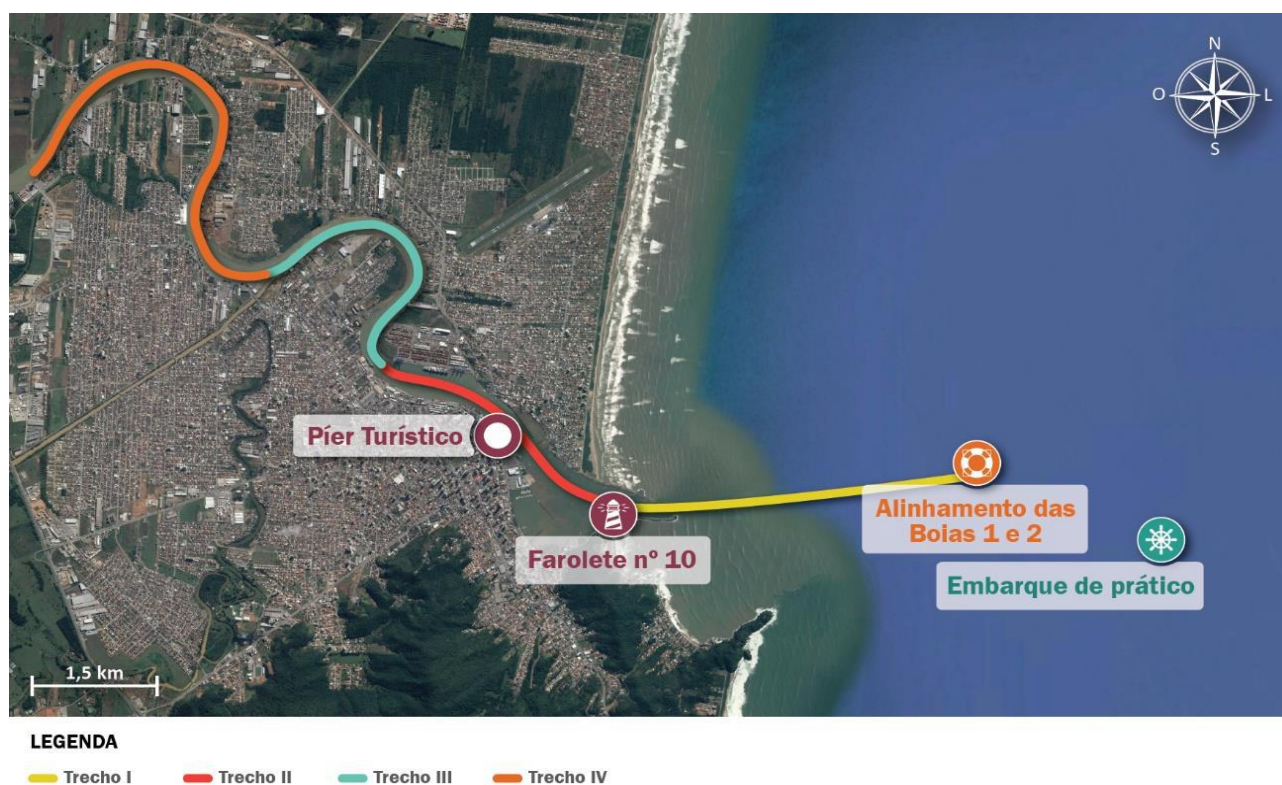 N
O
L
S
Píer Turístico
Farolete nº 10
Alinhamento das
Boias 1 e 2
Embarque de prático
1,5 km
LEGENDA
Trecho I
Trecho II
Trecho III
Trecho IV